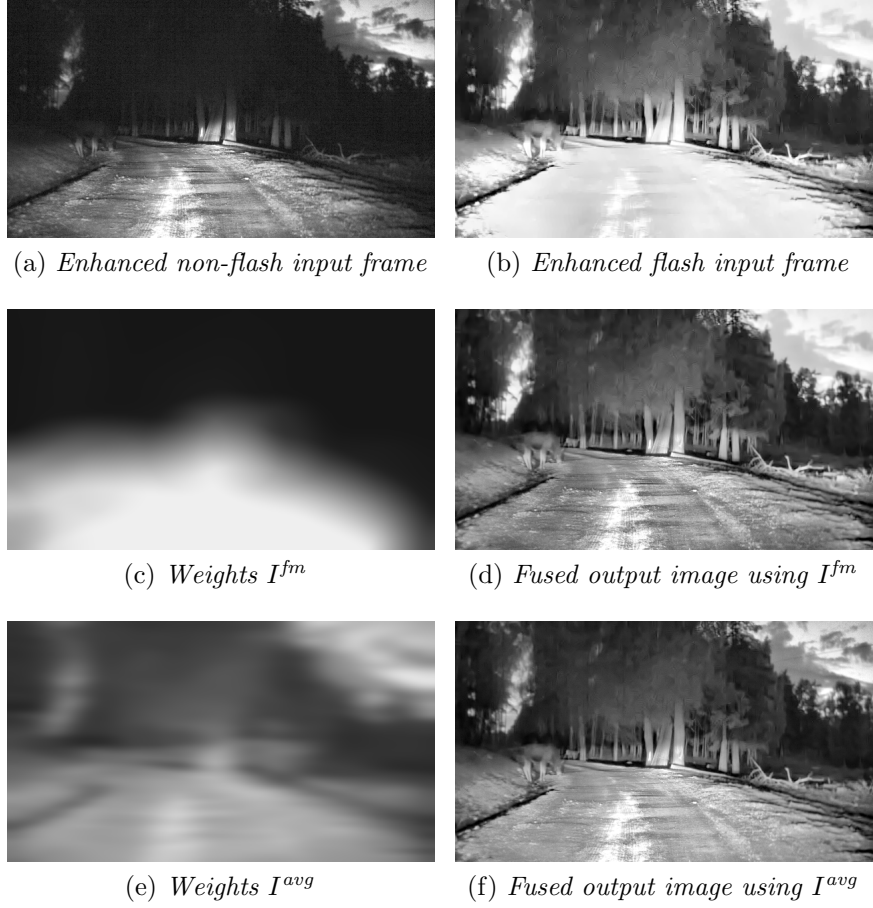 (a) Enhanced non-flash input frame
(b) Enhanced flash input frame
(c) Weights I^{fm}
(d) Fused output image using I^{fm}
(e) Weights I^{avg}
(f) Fused output image using I^{avg}